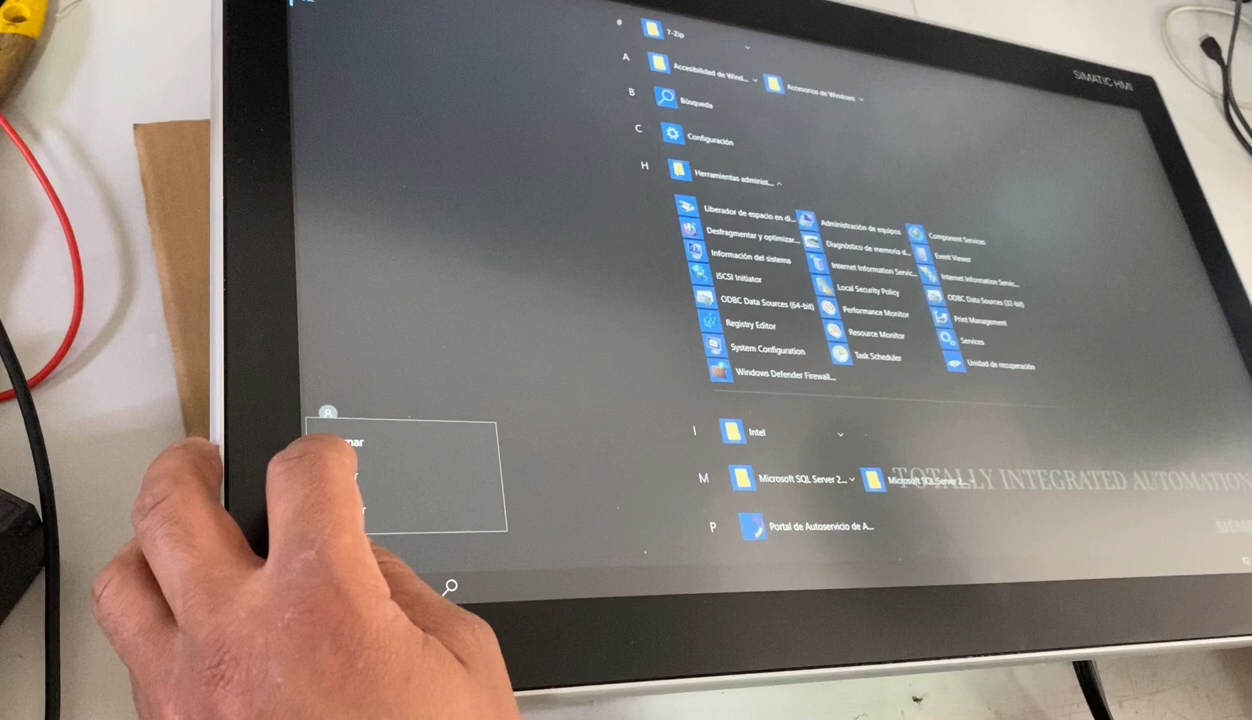 #
7-Zip
SIMATIC HMI
A
Accesibilidad de Wind...
Accesorios de Windows
B
Búsqueda
C
Configuración
H
Herramientas administ...
Liberador de espacio en di...
Administración de equipos
Component Services
Desfragmentar y optimizar...
Diagnóstico de memoria d...
Event Viewer
Información del sistema
Internet Information Servic...
Internet Information Servic...
iSCSI Initiator
Local Security Policy
ODBC Data Sources (32-bit)
ODBC Data Sources (64-bit)
Performance Monitor
Print Management
Registry Editor
Resource Monitor
Services
System Configuration
Task Scheduler
Unidad de recuperación
Windows Defender Firewall...
I
Intel
M
Microsoft SQL Server 2...
Microsoft SQL Server 2...
TOTALLY INTEGRATED AUTOMATION
P
Portal de Autoservicio de A...